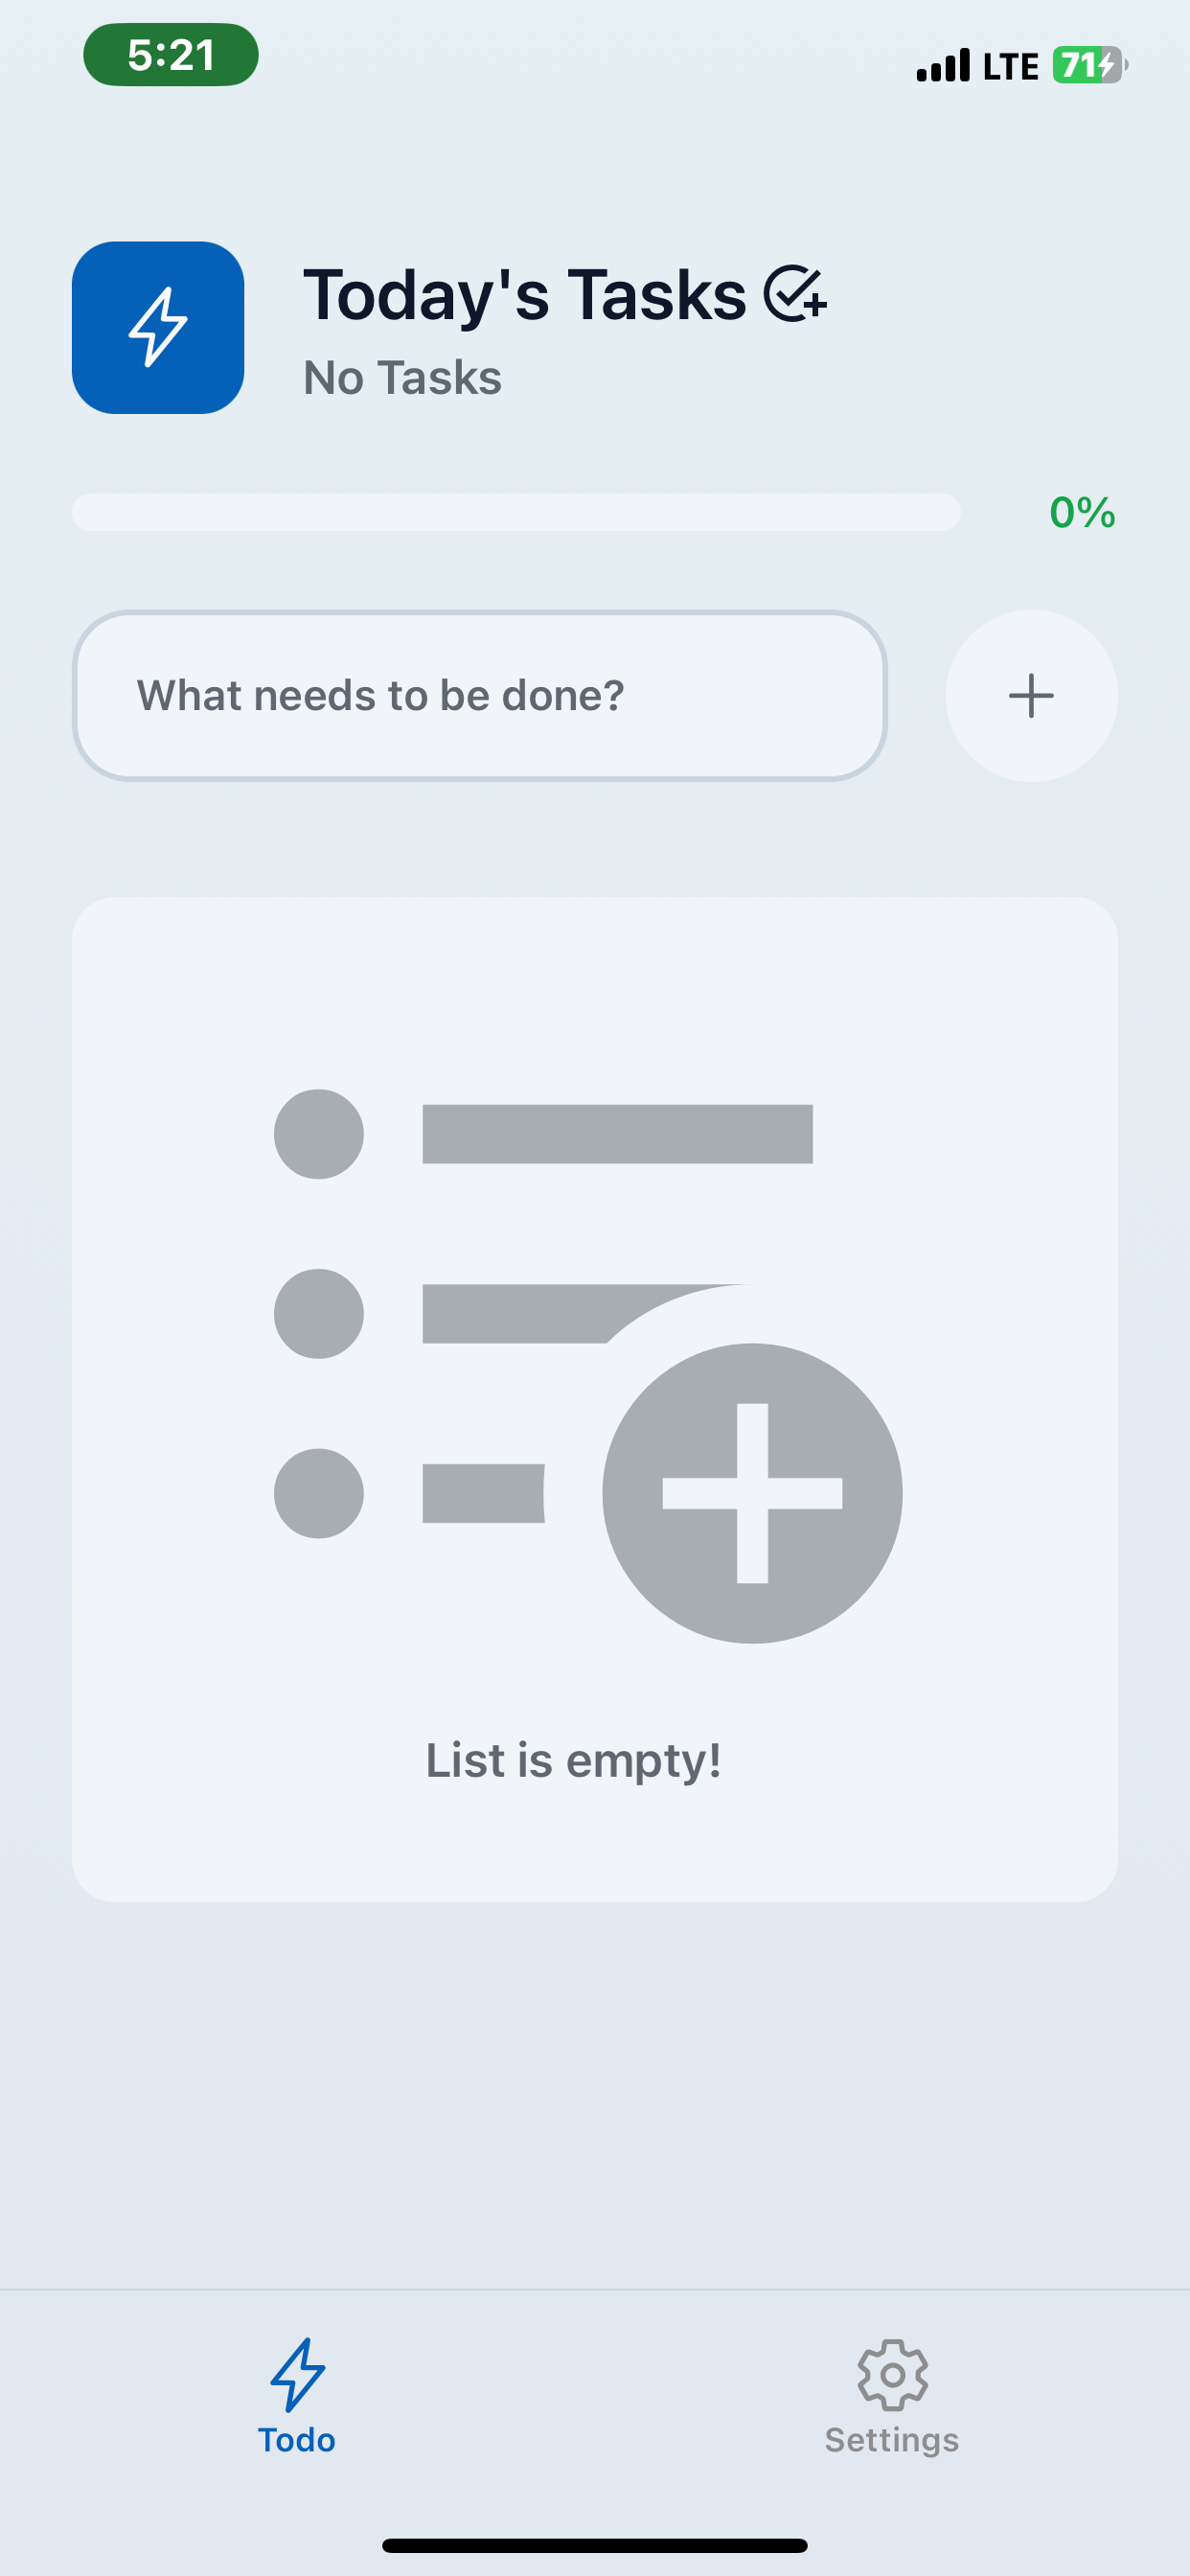 5:21
LTE 71
Today's Tasks
No Tasks
0%
What needs to be done?
List is empty!
Todo
Settings